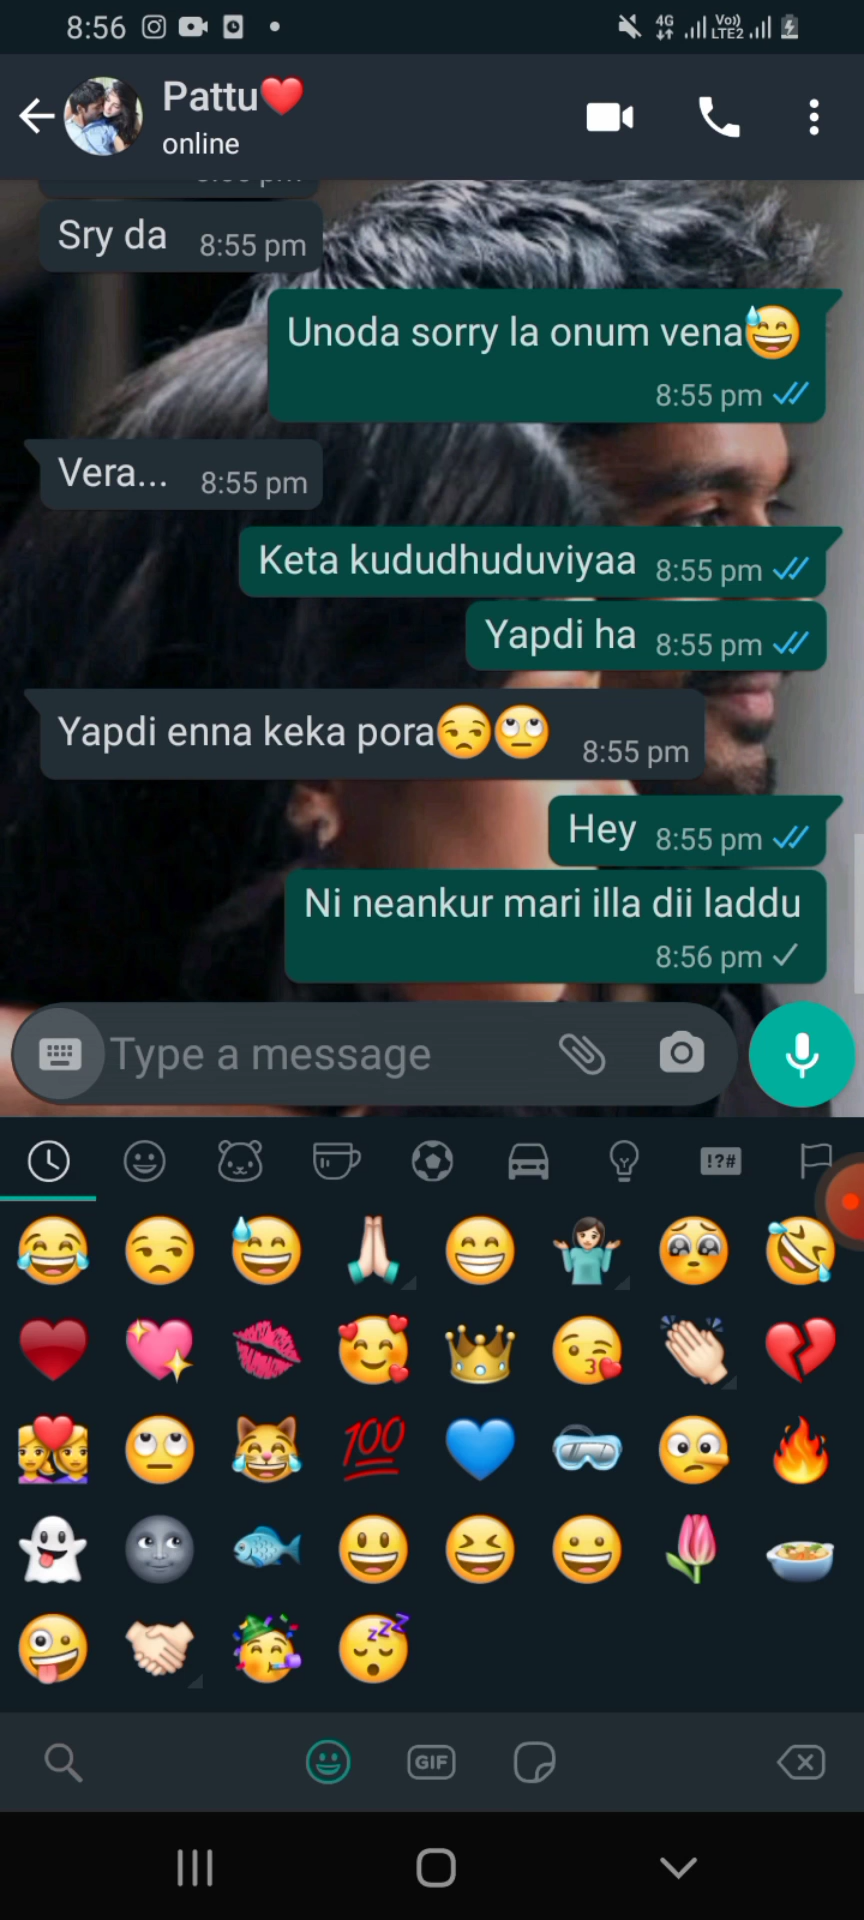 8:56
4G Vo)) LTE2
Pattu❤️
online
Sry da 8:55 pm
Unoda sorry la onum vena😅
8:55 pm
Vera... 8:55 pm
Keta kududhuduviyaa 8:55 pm
Yapdi ha 8:55 pm
Yapdi enna keka pora😒🙄 8:55 pm
Hey 8:55 pm
Ni neankur mari illa dii laddu
8:56 pm
Type a message
!?#
100
GIF